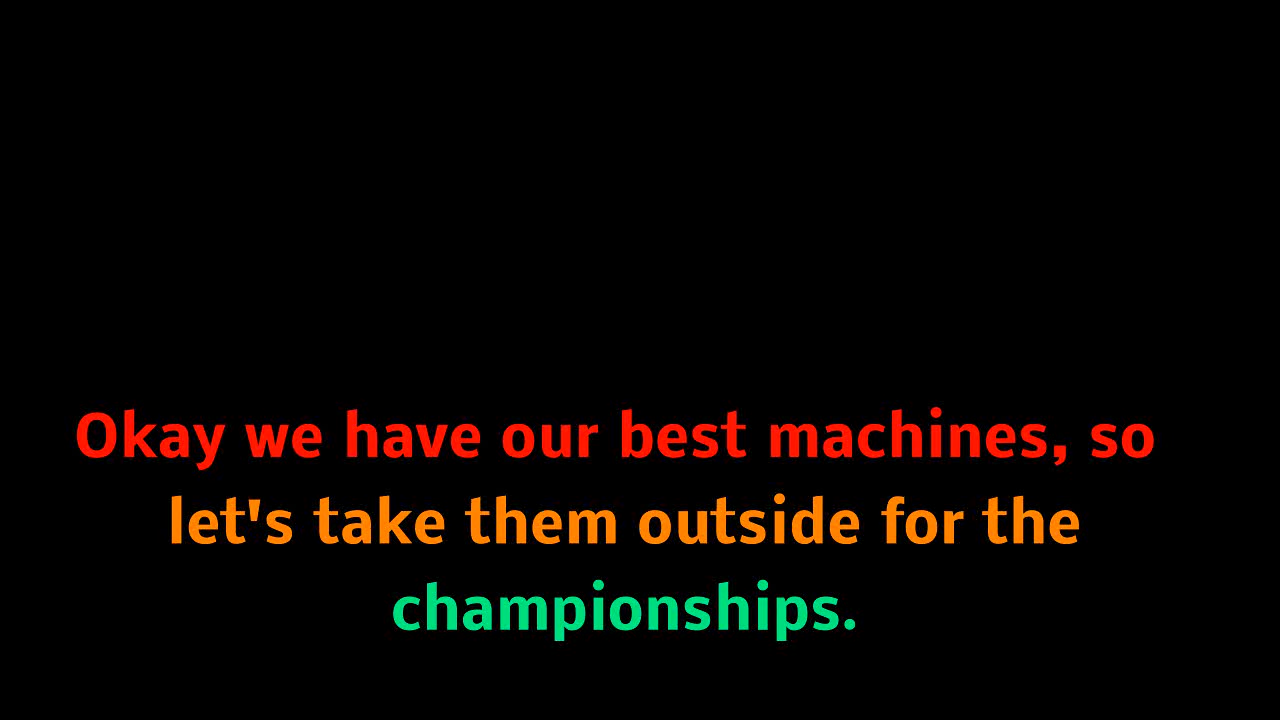 Okay we have our best machines, so
let's take them outside for the
championships.